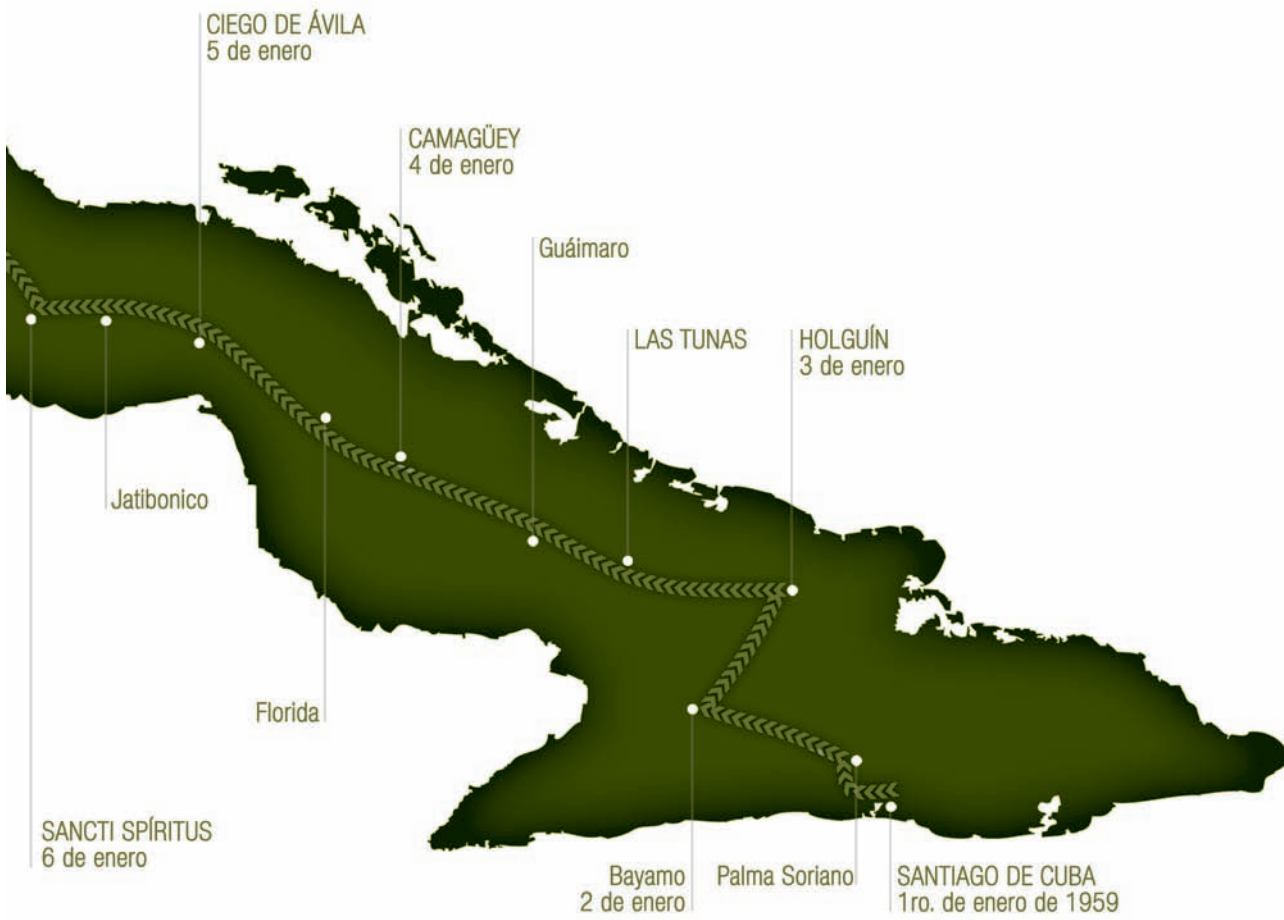 CIEGO DE ÁVILA
5 de enero
CAMAGÜEY
4 de enero
Guáimaro
LAS TUNAS
HOLGUÍN
3 de enero
Jatibonico
Florida
SANCTI SPÍRITUS
6 de enero
Bayamo
2 de enero
Palma Soriano
SANTIAGO DE CUBA
1ro. de enero de 1959